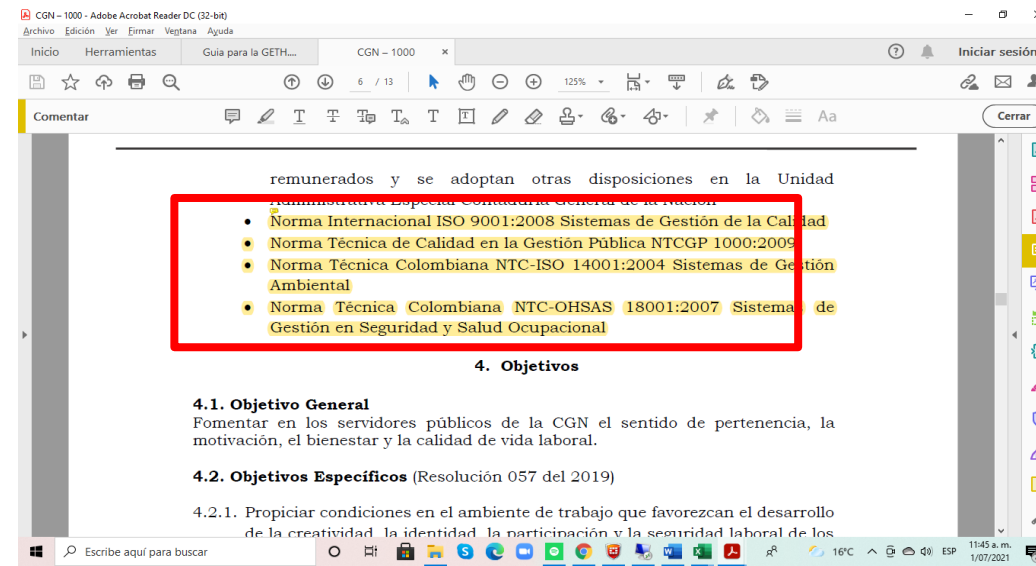 CGN – 1000 - Adobe Acrobat Reader DC (32-bit)
Archivo Edición Ver Firmar Ventana Ayuda
Inicio Herramientas Guia para la GETH.... CGN – 1000 × Iniciar sesión
6 / 13 125%
Comentar Aa Cerrar
remunerados y se adoptan otras disposiciones en la Unidad
Administrativa Especial Contaduría General de la Nación
• Norma Internacional ISO 9001:2008 Sistemas de Gestión de la Calidad
• Norma Técnica de Calidad en la Gestión Pública NTCGP 1000:2009
• Norma Técnica Colombiana NTC-ISO 14001:2004 Sistemas de Gestión
Ambiental
• Norma Técnica Colombiana NTC-OHSAS 18001:2007 Sistemas de
Gestión en Seguridad y Salud Ocupacional
4. Objetivos
4.1. Objetivo General
Fomentar en los servidores públicos de la CGN el sentido de pertenencia, la
motivación, el bienestar y la calidad de vida laboral.
4.2. Objetivos Específicos (Resolución 057 del 2019)
4.2.1. Propiciar condiciones en el ambiente de trabajo que favorezcan el desarrollo
de la creatividad, la identidad, la participación y la seguridad laboral de los
Escribe aquí para buscar 16°C ESP 11:45 a. m.
1/07/2021